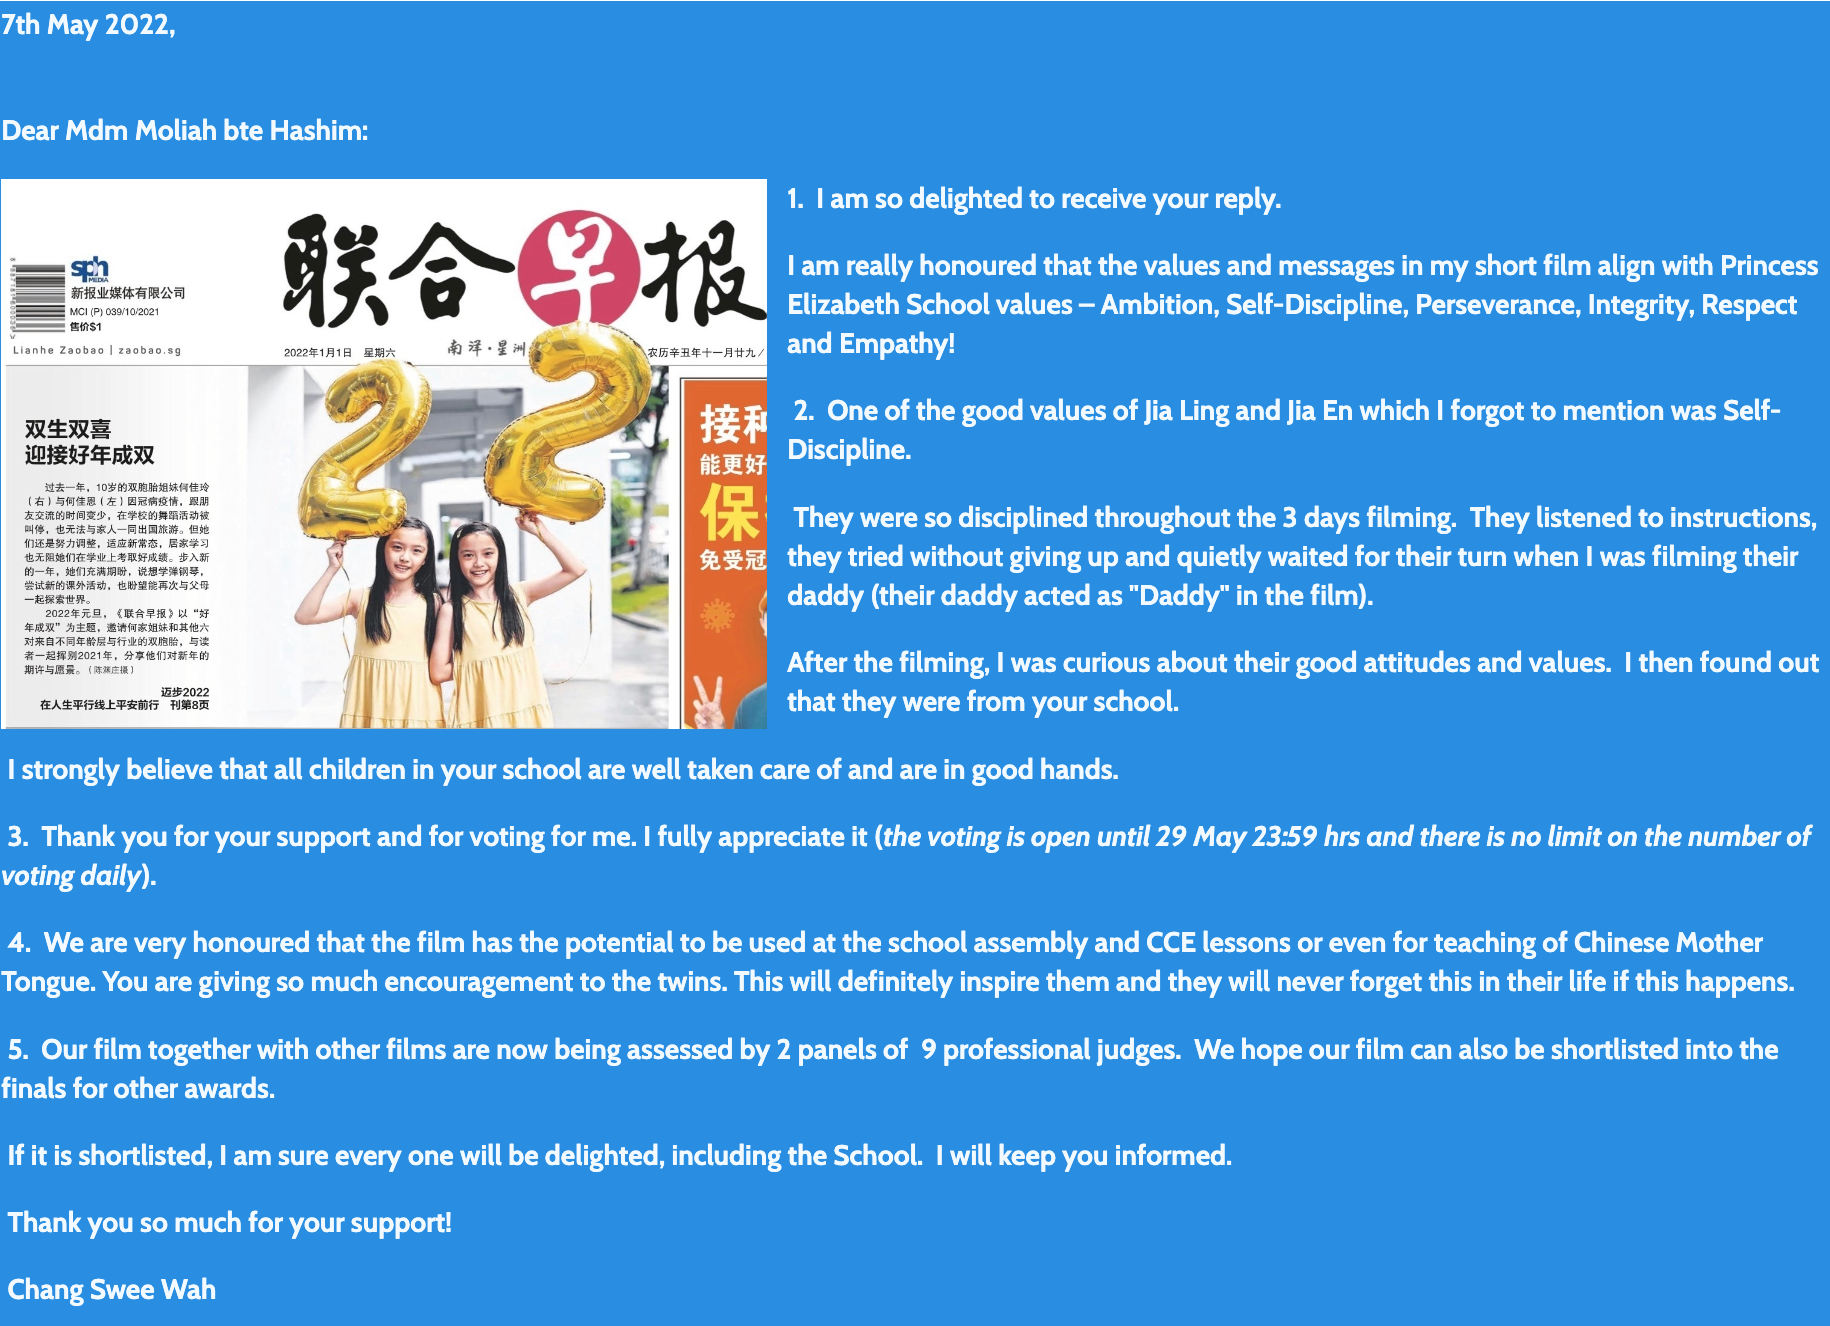 7th May 2022,
Dear Mdm Moliah bte Hashim:
联合早报
sph
MEDIA
新报业媒体有限公司
MCI (P) 039/10/2021
售价$1
Lianhe Zaobao | zaobao.sg
2022年1月1日 星期六
南洋·星洲
农历辛丑年十一月廿九／
双生双喜
迎接好年成双
过去一年，10岁的双胞胎姐妹何佳玲
（右）与何佳恩（左）因冠病疫情，跟朋
友交流的时间变少，在学校的舞蹈活动被
叫停，也无法与家人一同出国旅游。但她
们还是努力调整，适应新常态，居家学习
也无阻她们在学业上考取好成绩。步入新
的一年，她们充满期盼，说想学弹钢琴，
尝试新的课外活动，也盼望能再次与父母
一起探索世界。
2022年元旦，《联合早报》以“好
年成双”为主题，邀请何家姐妹和其他六
对来自不同年龄层与行业的双胞胎，与读
者一起挥别2021年，分享他们对新年的
期许与愿景。（陈渊庄摄）
迈步2022
在人生平行线上平安前行 刊第8页
22
接种
能更好
保
免受冠
1. I am so delighted to receive your reply.
I am really honoured that the values and messages in my short film align with Princess
Elizabeth School values – Ambition, Self-Discipline, Perseverance, Integrity, Respect
and Empathy!
2. One of the good values of Jia Ling and Jia En which I forgot to mention was Self-
Discipline.
They were so disciplined throughout the 3 days filming. They listened to instructions,
they tried without giving up and quietly waited for their turn when I was filming their
daddy (their daddy acted as "Daddy" in the film).
After the filming, I was curious about their good attitudes and values. I then found out
that they were from your school.
I strongly believe that all children in your school are well taken care of and are in good hands.
3. Thank you for your support and for voting for me. I fully appreciate it (the voting is open until 29 May 23:59 hrs and there is no limit on the number of
voting daily).
4. We are very honoured that the film has the potential to be used at the school assembly and CCE lessons or even for teaching of Chinese Mother
Tongue. You are giving so much encouragement to the twins. This will definitely inspire them and they will never forget this in their life if this happens.
5. Our film together with other films are now being assessed by 2 panels of 9 professional judges. We hope our film can also be shortlisted into the
finals for other awards.
If it is shortlisted, I am sure every one will be delighted, including the School. I will keep you informed.
Thank you so much for your support!
Chang Swee Wah